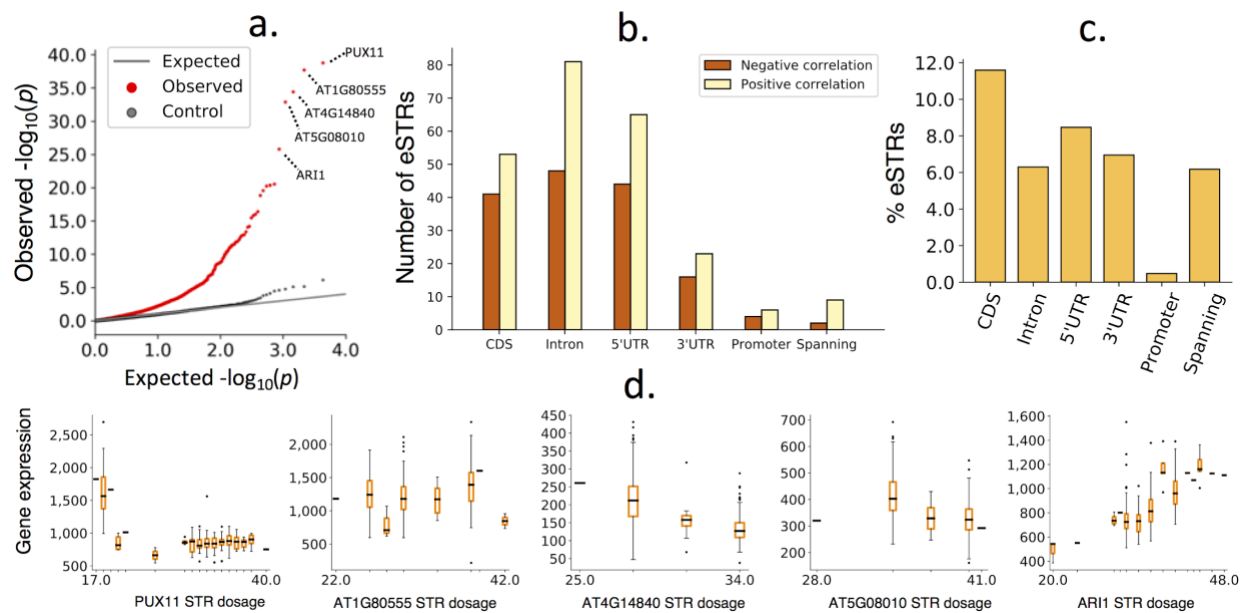 a.
Observed -log10(p)
40.0
35.0
30.0
25.0
20.0
15.0
10.0
5.0
0.0
Expected
Observed
Control
PUX11
AT1G80555
AT4G14840
AT5G08010
ARI1
0.0 1.0 2.0 3.0 4.0
Expected -log10(p)
b.
Number of eSTRs
80
70
60
50
40
30
20
10
0
Negative correlation
Positive correlation
CDS Intron 5'UTR 3'UTR Promoter Spanning
c.
% eSTRs
12.0
10.0
8.0
6.0
4.0
2.0
0.0
CDS Intron 5'UTR 3'UTR Promoter Spanning
d.
Gene expression
2,500
2,000
1,500
1,000
500
17.0 40.0
PUX11 STR dosage
2,000
1,500
1,000
500
22.0 42.0
AT1G80555 STR dosage
450
400
350
300
250
200
150
100
50
25.0 34.0
AT4G14840 STR dosage
700
600
500
400
300
200
28.0 41.0
AT5G08010 STR dosage
1,600
1,400
1,200
1,000
800
600
400
20.0 48.0
ARI1 STR dosage